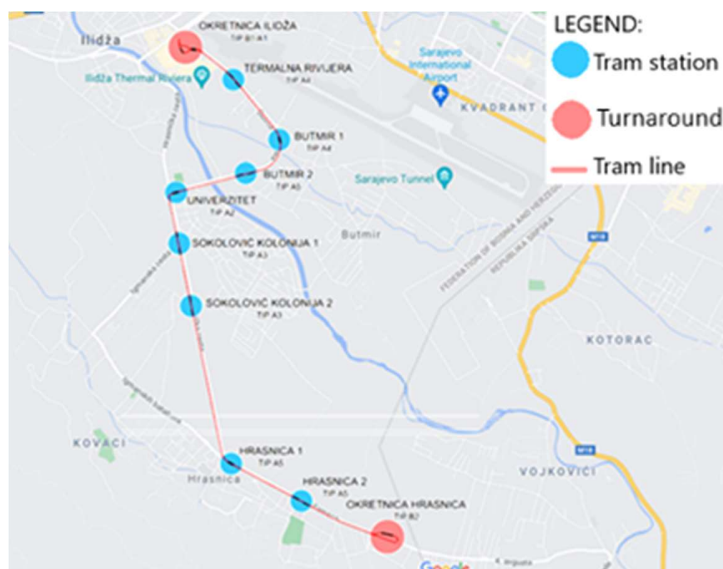 OKRETNICA ILIDŽA
TIP B1-A1
Ilidža
TERMALNA RIVIJERA
TIP A4
Ilidža Thermal Riviera
Sarajevo
International
Airport
KVADRANT
LEGEND:
Tram station
Turnaround
Tram line
BUTMIR 1
TIP A4
BUTMIR 2
TIP A5
Sarajevo Tunnel
UNIVERZITET
TIP A2
Butmir
SOKOLOVIĆ KOLONIJA 1
TIP A3
FEDERATION OF BOSNIA AND HERZEGO
REPUBLIKA SRPSKA
M18
SOKOLOVIĆ KOLONIJA 2
TIP A3
KOTORAC
KOVAČI
HRASNICA 1
TIP A5
Hrasnica
M18
VOJKOVIĆI
HRASNICA 2
TIP A5
OKRETNICA HRASNICA
TIP B2
Google